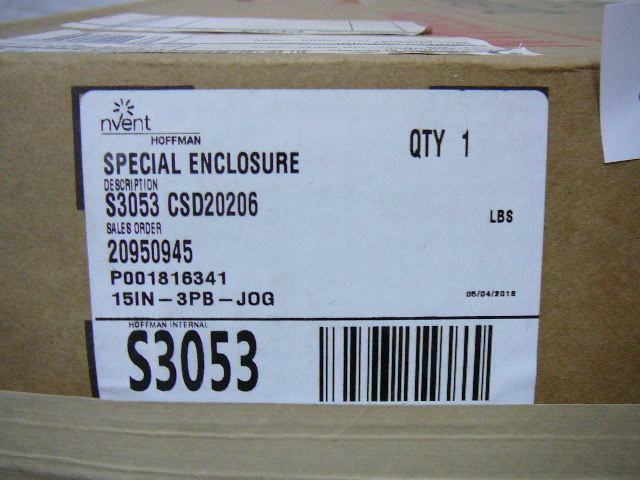 nVent
HOFFMAN
QTY 1
SPECIAL ENCLOSURE
DESCRIPTION
S3053 CSD20206
LBS
SALES ORDER
20950945
P001816341
15IN-3PB-JOG
05/04/2018
HOFFMAN INTERNAL
S3053